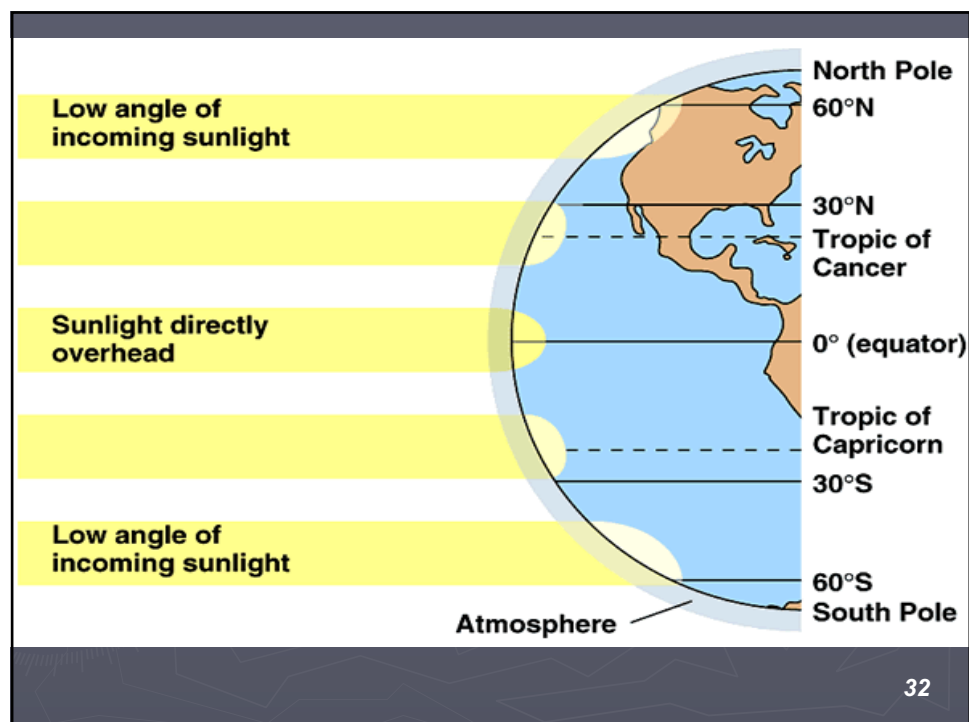 North Pole
Low angle of
incoming sunlight
60°N
30°N
Tropic of
Cancer
Sunlight directly
overhead
0° (equator)
Tropic of
Capricorn
30°S
Low angle of
incoming sunlight
60°S
South Pole
Atmosphere
32